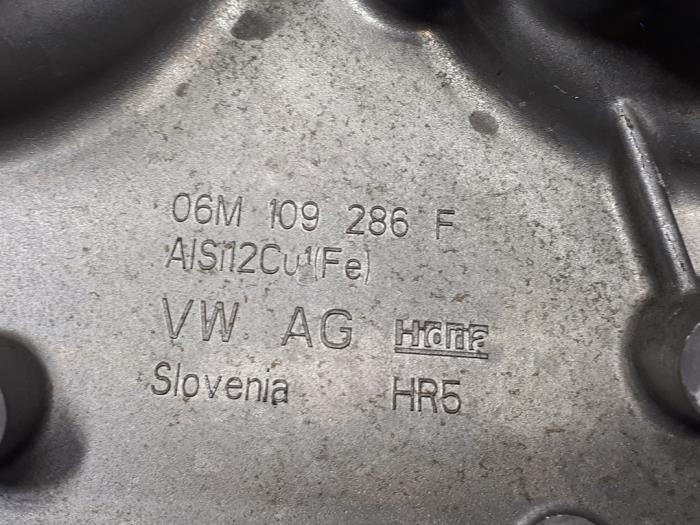 06M 109 286 F
AlSi12Cu1(Fe)
VW AG Hidria
Slovenia HR5